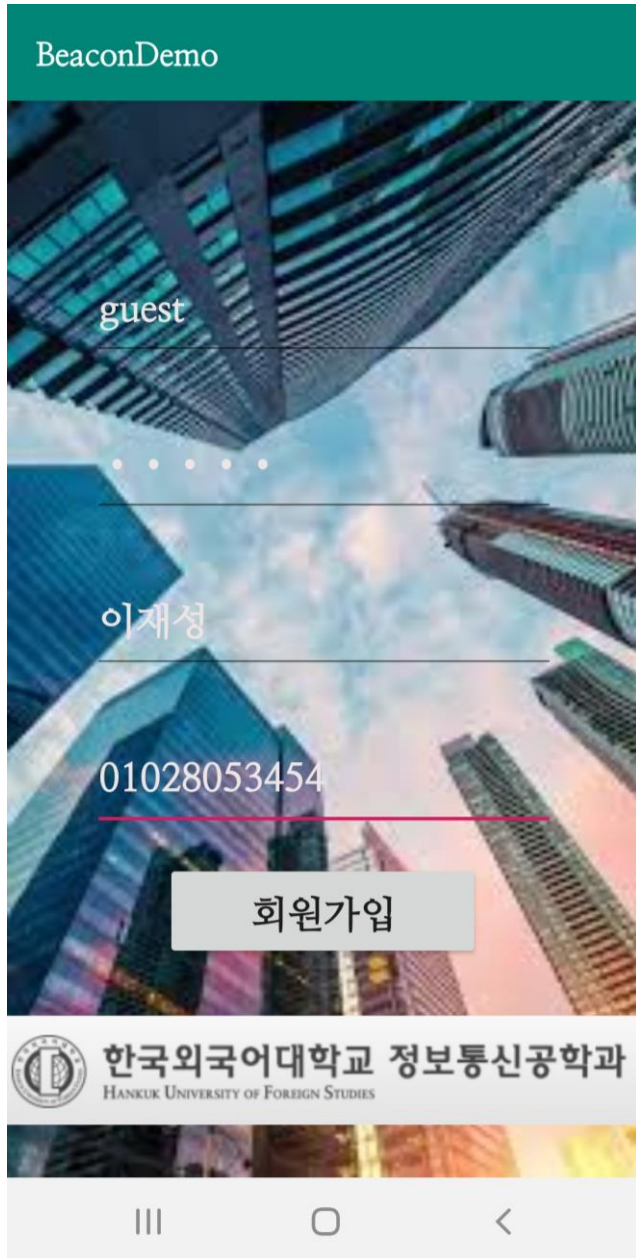 BeaconDemo
guest
• • • • •
이재성
01028053454
회원가입
한국외국어대학교 정보통신공학과
HANKUK UNIVERSITY OF FOREIGN STUDIES